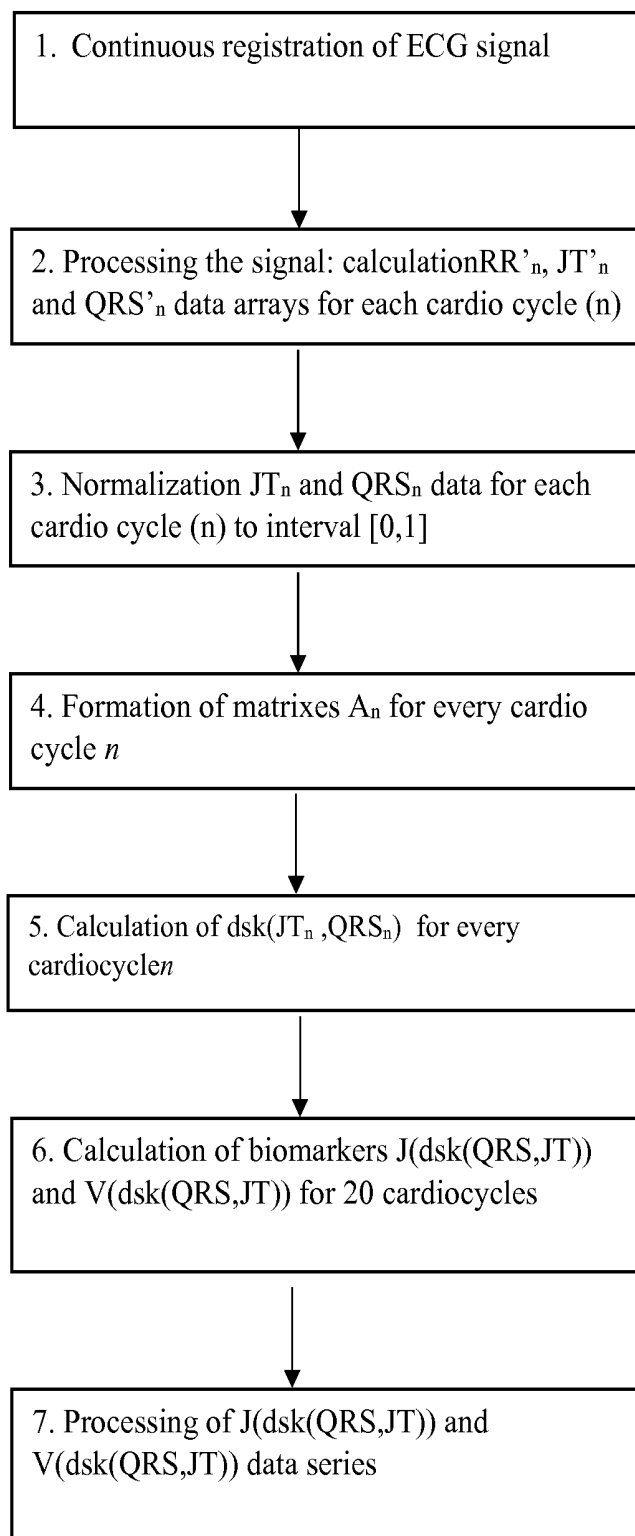 1. Continuous registration of ECG signal
2. Processing the signal: calculationRR’ₙ, JT’ₙ
and QRS’ₙ data arrays for each cardio cycle (n)
3. Normalization JTₙ and QRSₙ data for each
cardio cycle (n) to interval [0,1]
4. Formation of matrixes Aₙ for every cardio
cycle n
5. Calculation of dsk(JTₙ ,QRSₙ) for every
cardiocyclen
6. Calculation of biomarkers J(dsk(QRS,JT))
and V(dsk(QRS,JT)) for 20 cardiocycles
7. Processing of J(dsk(QRS,JT)) and
V(dsk(QRS,JT)) data series